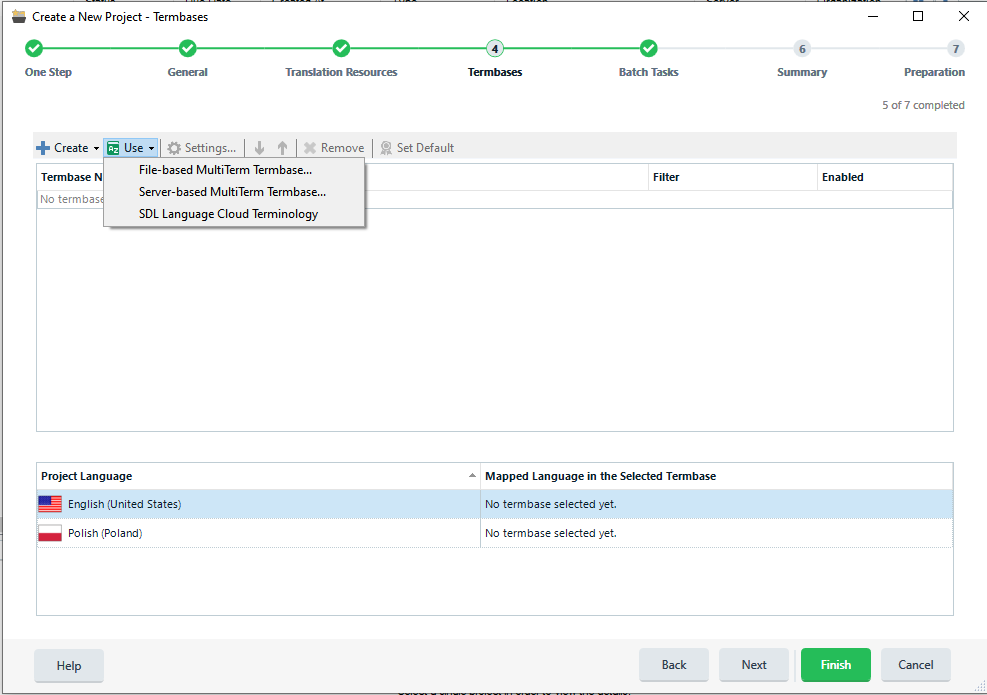 Create a New Project - Termbases
4
6
7
One Step
General
Translation Resources
Termbases
Batch Tasks
Summary
Preparation
5 of 7 completed
Create
Use
Settings...
Remove
Set Default
File-based MultiTerm Termbase...
Server-based MultiTerm Termbase...
SDL Language Cloud Terminology
Termbase N
Filter
Enabled
No termbase
Project Language
Mapped Language in the Selected Termbase
English (United States)
No termbase selected yet.
Polish (Poland)
No termbase selected yet.
Help
Back
Next
Finish
Cancel